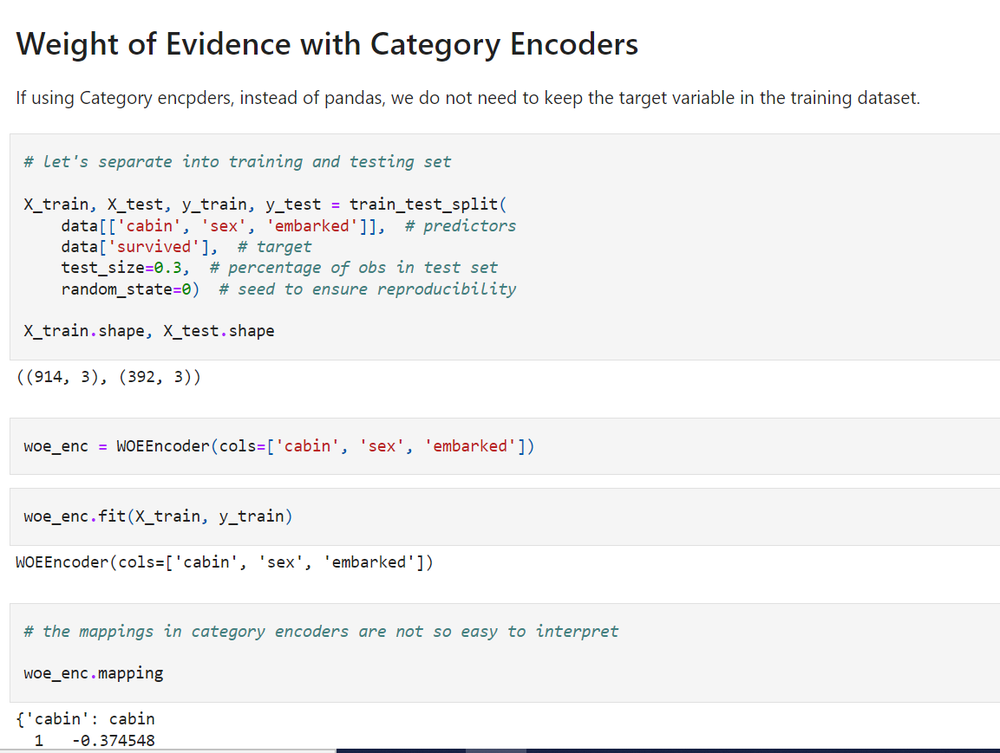 Weight of Evidence with Category Encoders
If using Category encpders, instead of pandas, we do not need to keep the target variable in the training dataset.
# let's separate into training and testing set
X_train, X_test, y_train, y_test = train_test_split(
    data[['cabin', 'sex', 'embarked']],  # predictors
    data['survived'],  # target
    test_size=0.3,  # percentage of obs in test set
    random_state=0)  # seed to ensure reproducibility
X_train.shape, X_test.shape
((914, 3), (392, 3))
woe_enc = WOEEncoder(cols=['cabin', 'sex', 'embarked'])
woe_enc.fit(X_train, y_train)
WOEEncoder(cols=['cabin', 'sex', 'embarked'])
# the mappings in category encoders are not so easy to interpret
woe_enc.mapping
{'cabin': cabin
  1   -0.374548